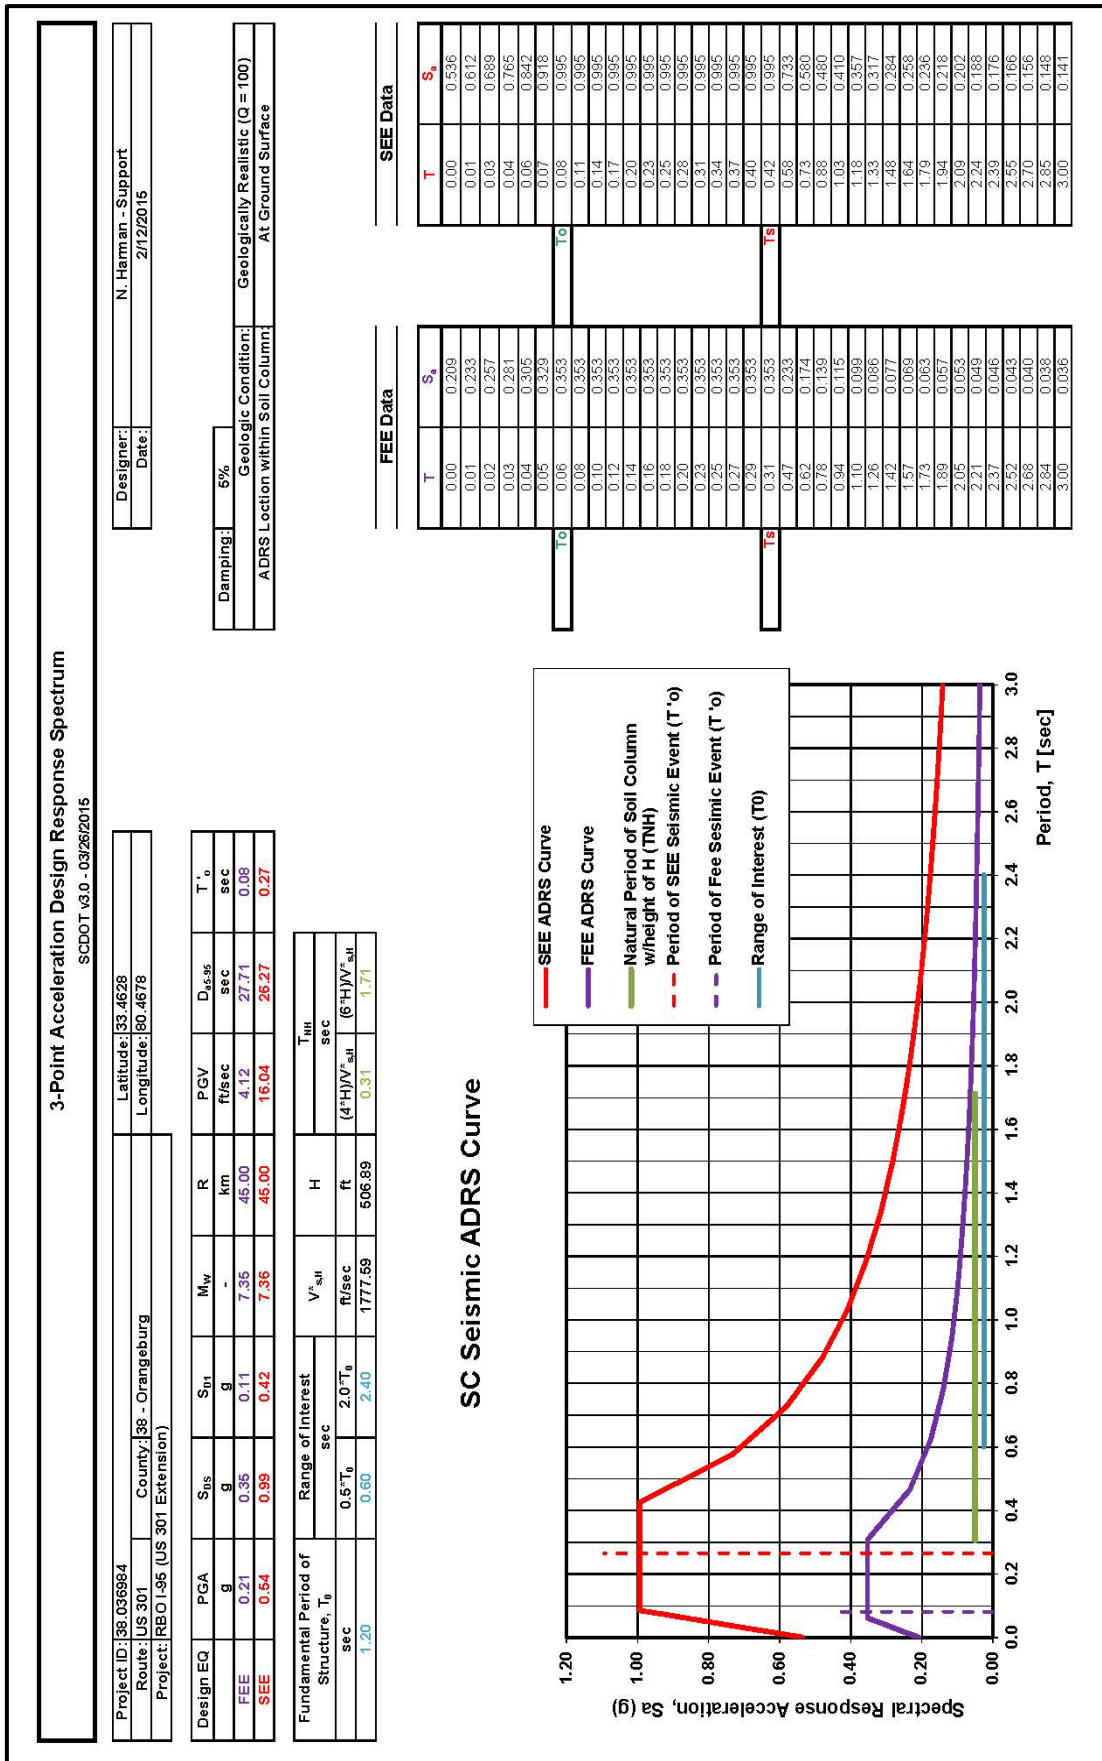 3-Point Acceleration Design Response Spectrum
SCDOT v3.0 - 03/26/2015
Project ID: 38.036984 Latitude: 33.4628 Designer: N. Harman - Support
Route: US 301 County: 38 - Orangeburg Longitude: 80.4678 Date: 2/12/2015
Project: RBO I-95 (US 301 Extension)
Design EQ PGA S_DS S_D1 M_W R PGV D_a5-95 T'_o
g g g - km ft/sec sec sec
FEE 0.21 0.35 0.11 7.35 45.00 4.12 27.71 0.08
SEE 0.54 0.99 0.42 7.36 45.00 16.04 26.27 0.27
Damping: 5%
Geologic Condition: Geologically Realistic (Q = 100)
ADRS Loction within Soil Column: At Ground Surface
Fundamental Period of Structure, T_0 Range of Interest V*_s,H H T_NH
sec sec ft/sec ft sec
0.5*T_0 2.0*T_0 (4*H)/V*_s,H (6*H)/V*_s,H
1.20 0.60 2.40 1777.59 506.89 0.31 1.71
SC Seismic ADRS Curve
Spectral Response Acceleration, Sa (g)
1.20
1.00
0.80
0.60
0.40
0.20
0.00
0.0 0.2 0.4 0.6 0.8 1.0 1.2 1.4 1.6 1.8 2.0 2.2 2.4 2.6 2.8 3.0
Period, T [sec]
SEE ADRS Curve
FEE ADRS Curve
Natural Period of Soil Column
w/height of H (TNH)
Period of SEE Seismic Event (T'o)
Period of Fee Sesimic Event (T'o)
Range of Interest (T0)
FEE Data
T S_a
0.00 0.209
0.01 0.233
0.02 0.257
0.03 0.281
0.04 0.305
0.05 0.329
To 0.06 0.353
0.08 0.353
0.10 0.353
0.12 0.353
0.14 0.353
0.16 0.353
0.18 0.353
0.20 0.353
0.23 0.353
0.25 0.353
0.27 0.353
0.29 0.353
Ts 0.31 0.353
0.47 0.233
0.62 0.174
0.78 0.139
0.94 0.115
1.10 0.099
1.26 0.086
1.42 0.077
1.57 0.069
1.73 0.063
1.89 0.057
2.05 0.053
2.21 0.049
2.37 0.046
2.52 0.043
2.68 0.040
2.84 0.038
3.00 0.036
SEE Data
T S_a
0.00 0.536
0.01 0.612
0.03 0.689
0.04 0.765
0.06 0.842
0.07 0.918
To 0.08 0.995
0.11 0.995
0.14 0.995
0.17 0.995
0.20 0.995
0.23 0.995
0.25 0.995
0.28 0.995
0.31 0.995
0.34 0.995
0.37 0.995
0.40 0.995
Ts 0.42 0.995
0.58 0.733
0.73 0.580
0.88 0.480
1.03 0.410
1.18 0.357
1.33 0.317
1.48 0.284
1.64 0.258
1.79 0.236
1.94 0.218
2.09 0.202
2.24 0.188
2.39 0.176
2.55 0.166
2.70 0.156
2.85 0.148
3.00 0.141